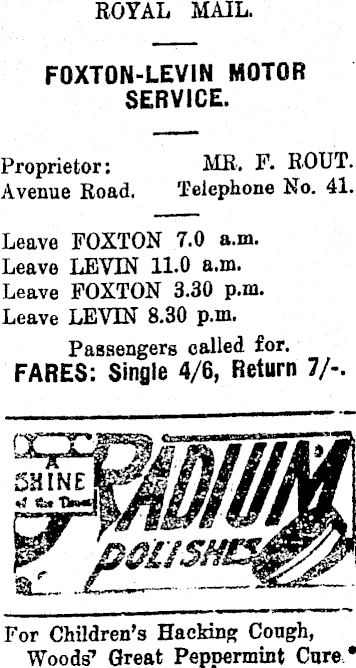 ROYAL MAIL.
FOXTON-LEVIN MOTOR
SERVICE.
Proprietor: MR. F. ROUT.
Avenue Road. Telephone No. 41.
Leave FOXTON 7.0 a.m.
Leave LEVIN 11.0 a.m.
Leave FOXTON 3.30 p.m.
Leave LEVIN 8.30 p.m.
Passengers called for.
FARES: Single 4/6, Return 7/-.
A
SHINE
of the
RADIUM
POLISHES
For Children's Hacking Cough,
Woods' Great Peppermint Cure.